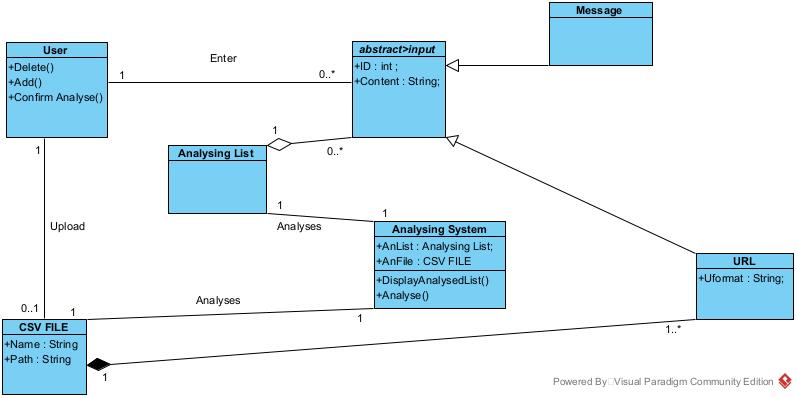 Message
User
+Delete()
+Add()
+Confirm Analyse()
1
Enter
0..*
abstract>input
+ID : int ;
+Content : String;
1
0..*
Analysing List
1
Analyses
1
Analysing System
+AnList : Analysing List;
+AnFile : CSV FILE
+DisplayAnalysedList()
+Analyse()
1
Upload
0..1
URL
+Uformat : String;
1
Analyses
1
CSV FILE
+Name : String
+Path : String
1
1..*
Powered By Visual Paradigm Community Edition